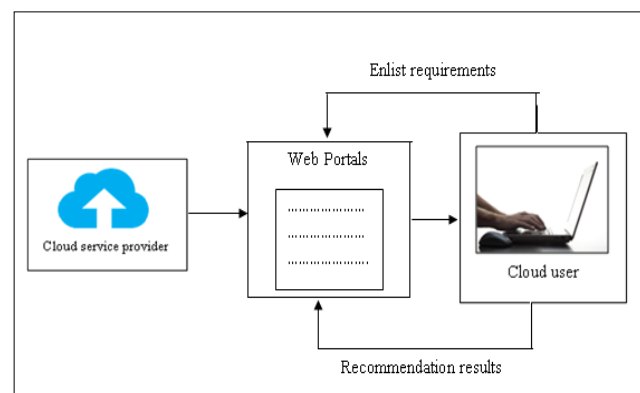 Enlist requirements
Web Portals
Cloud service provider
Cloud user
Recommendation results